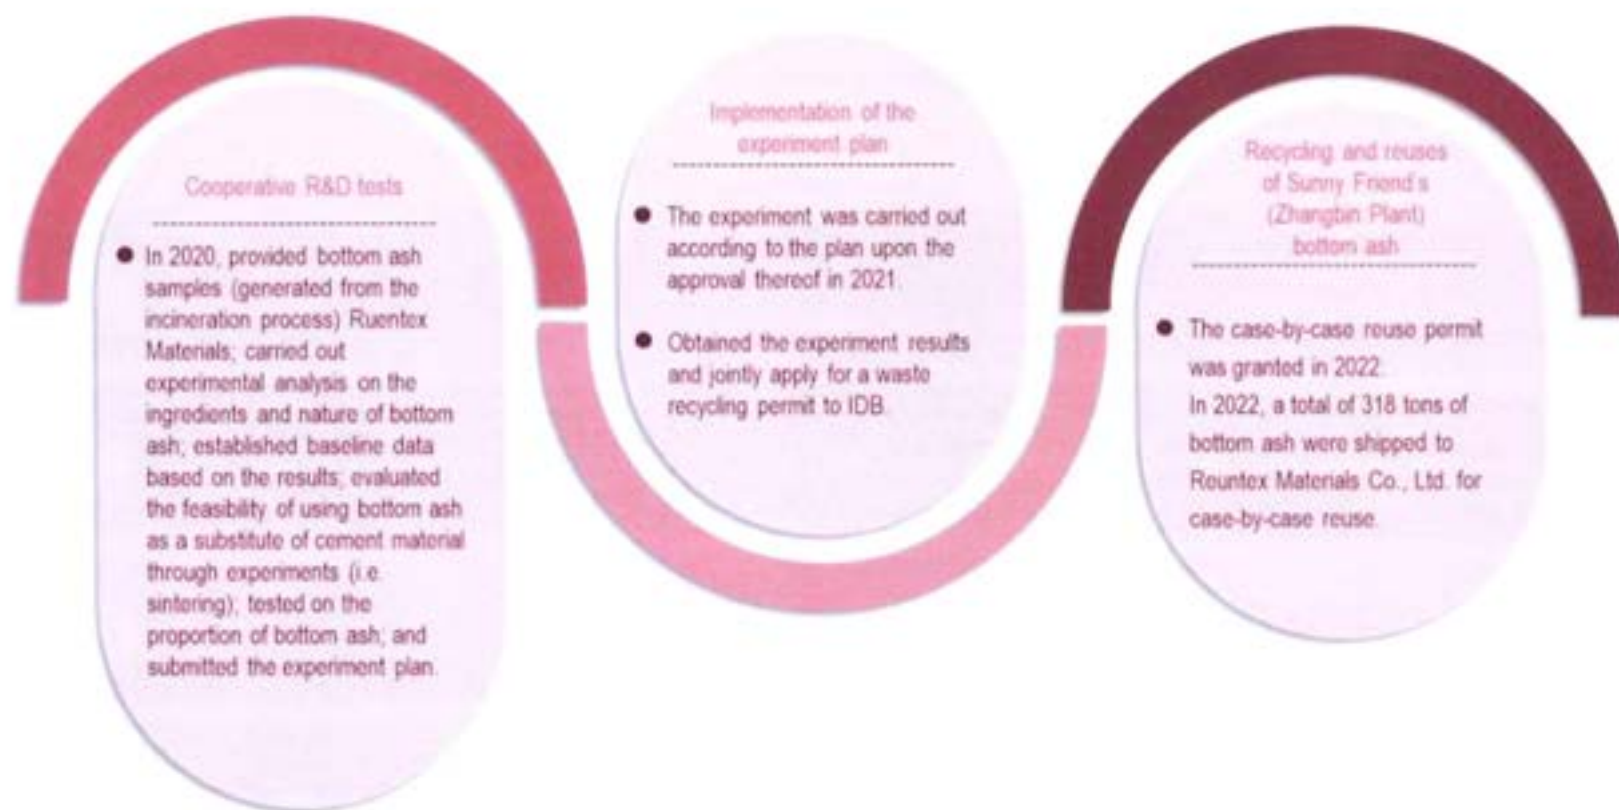 Cooperative R&D tests
● In 2020, provided bottom ash
samples (generated from the
incineration process) Ruentex
Materials; carried out
experimental analysis on the
ingredients and nature of bottom
ash; established baseline data
based on the results; evaluated
the feasibility of using bottom ash
as a substitute of cement material
through experiments (i.e.
sintering); tested on the
proportion of bottom ash; and
submitted the experiment plan.
Implementation of the
experiment plan
● The experiment was carried out
according to the plan upon the
approval thereof in 2021.
● Obtained the experiment results
and jointly apply for a waste
recycling permit to IDB.
Recycling and reuses
of Sunny Friend's
(Zhangbin Plant)
bottom ash
● The case-by-case reuse permit
was granted in 2022.
In 2022, a total of 318 tons of
bottom ash were shipped to
Reuntex Materials Co., Ltd. for
case-by-case reuse.